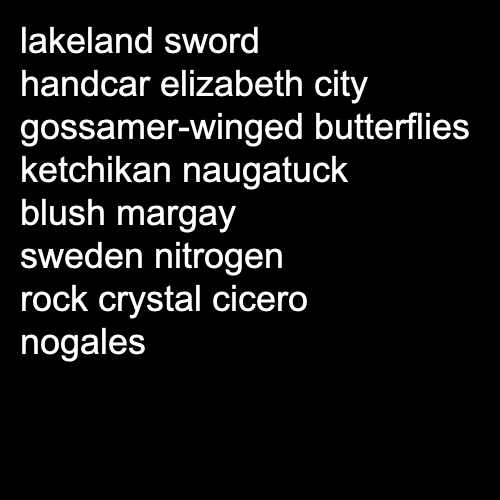 lakeland sword
handcar elizabeth city
gossamer-winged butterflies
ketchikan naugatuck
blush margay
sweden nitrogen
rock crystal cicero
nogales